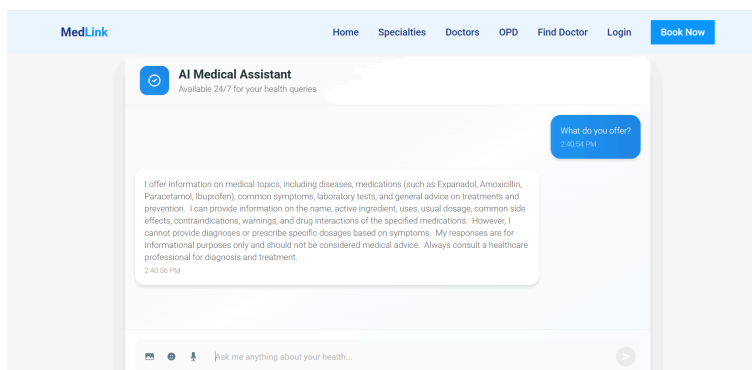 MedLink
Home Specialties Doctors OPD Find Doctor Login Book Now
AI Medical Assistant
Available 24/7 for your health queries
What do you offer?
2:40:54 PM
I offer information on medical topics, including diseases, medications (such as Expanadol, Amoxicillin,
Paracetamol, Ibuprofen), common symptoms, laboratory tests, and general advice on treatments and
prevention. I can provide information on the name, active ingredient, uses, usual dosage, common side
effects, contraindications, warnings, and drug interactions of the specified medications. However, I
cannot provide diagnoses or prescribe specific dosages based on symptoms. My responses are for
informational purposes only and should not be considered medical advice. Always consult a healthcare
professional for diagnosis and treatment.
2:40:56 PM
Ask me anything about your health...